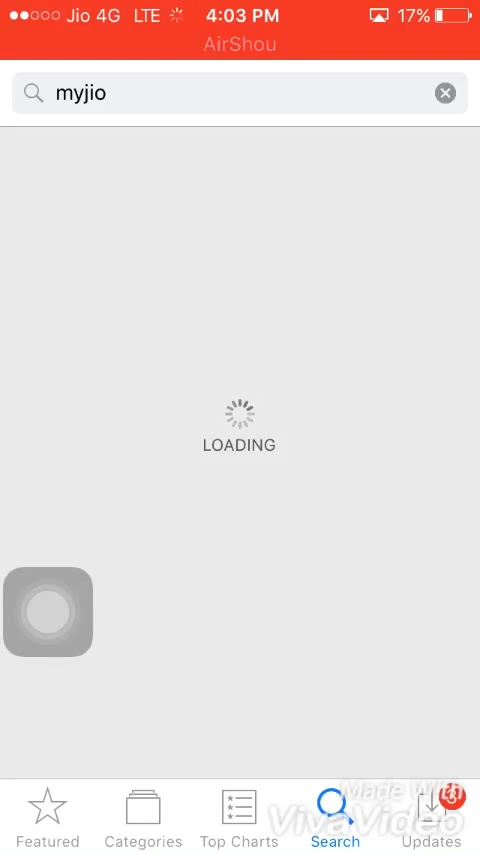 Jio 4G LTE 4:03 PM 17%
AirShou
myjio
LOADING
Made With
VivaVideo
3
Featured Categories Top Charts Search Updates